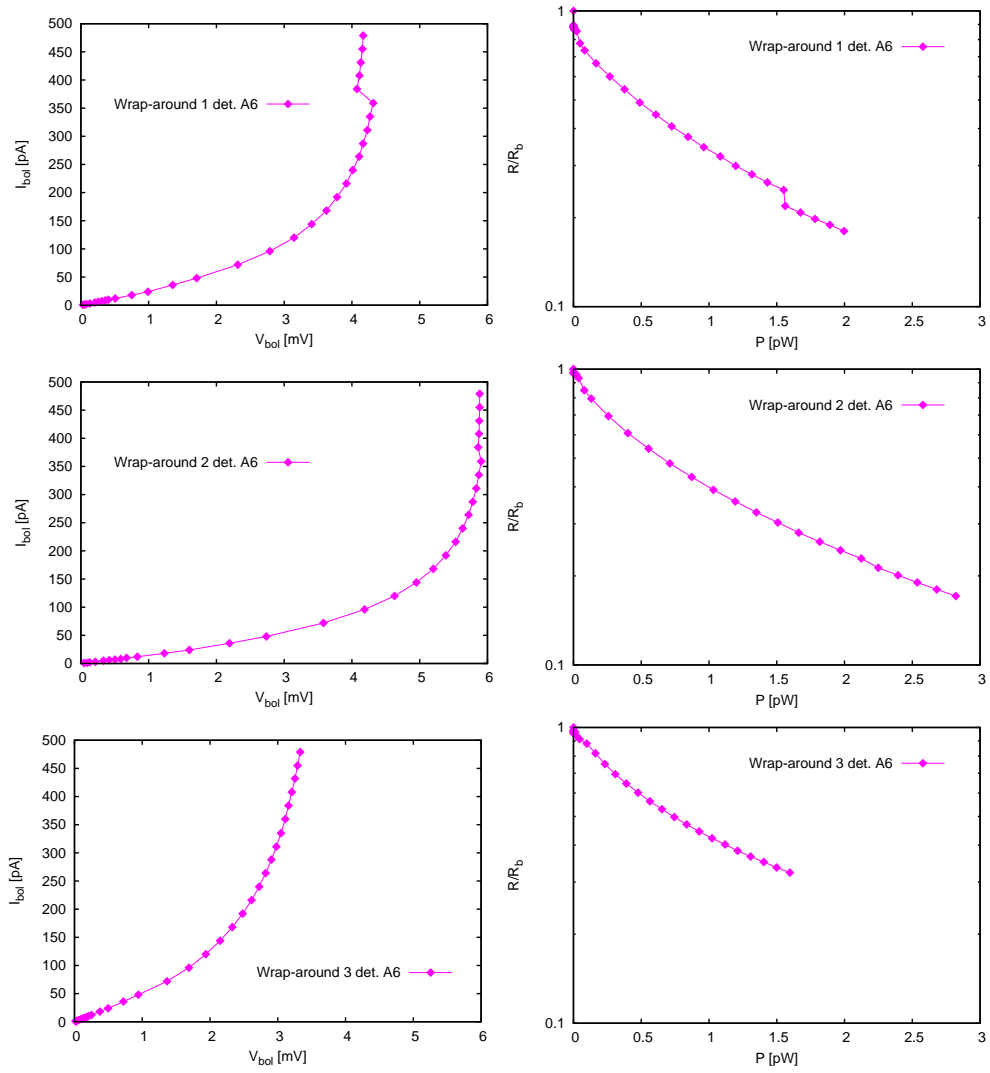 500
450
400
350
300
250
200
150
100
50
0
I_bol [pA]
Wrap-around 1 det. A6
0 1 2 3 4 5 6
V_bol [mV]
1
0.1
R/R_b
Wrap-around 1 det. A6
0 0.5 1 1.5 2 2.5 3
P [pW]
500
450
400
350
300
250
200
150
100
50
0
I_bol [pA]
Wrap-around 2 det. A6
0 1 2 3 4 5 6
V_bol [mV]
1
0.1
R/R_b
Wrap-around 2 det. A6
0 0.5 1 1.5 2 2.5 3
P [pW]
500
450
400
350
300
250
200
150
100
50
0
I_bol [pA]
Wrap-around 3 det. A6
0 1 2 3 4 5 6
V_bol [mV]
1
0.1
R/R_b
Wrap-around 3 det. A6
0 0.5 1 1.5 2 2.5 3
P [pW]